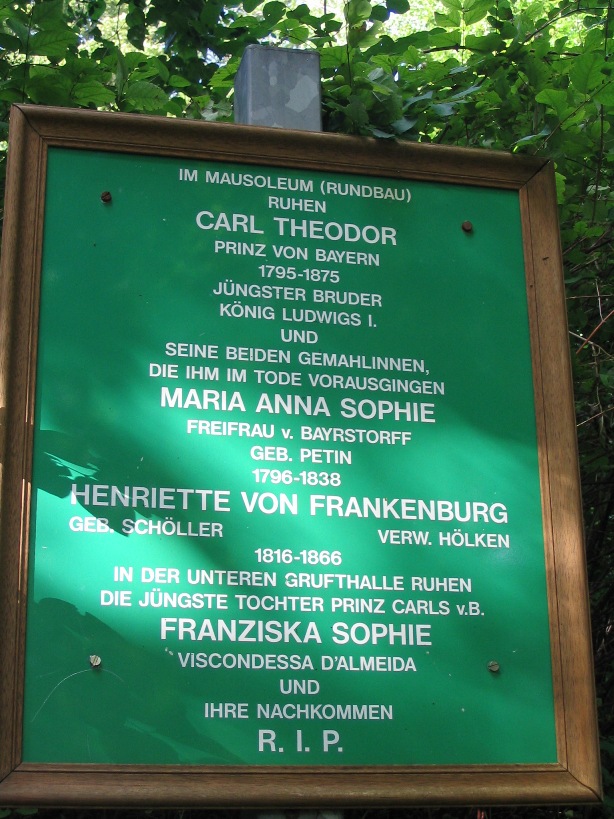 IM MAUSOLEUM (RUNDBAU)
RUHEN
CARL THEODOR
PRINZ VON BAYERN
1795-1875
JÜNGSTER BRUDER
KÖNIG LUDWIGS I.
UND
SEINE BEIDEN GEMAHLINNEN,
DIE IHM IM TODE VORAUSGINGEN
MARIA ANNA SOPHIE
FREIFRAU v. BAYRSTORFF
GEB. PETIN
1796-1838
HENRIETTE VON FRANKENBURG
GEB. SCHÖLLER VERW. HÖLKEN
1816-1866
IN DER UNTEREN GRUFTHALLE RUHEN
DIE JÜNGSTE TOCHTER PRINZ CARLS v.B.
FRANZISKA SOPHIE
VISCONDESSA D'ALMEIDA
UND
IHRE NACHKOMMEN
R. I. P.